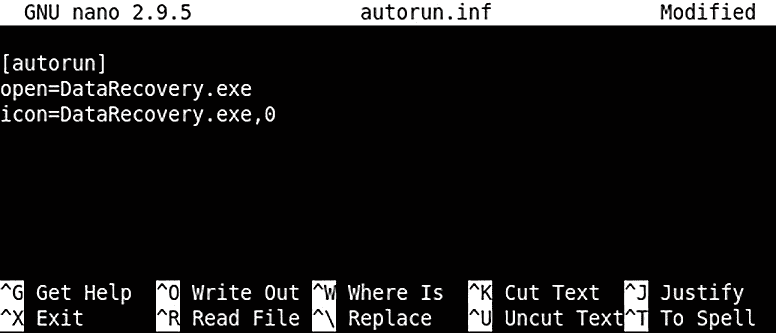 GNU nano 2.9.5 autorun.inf Modified
[autorun]
open=DataRecovery.exe
icon=DataRecovery.exe,0
^G Get Help ^O Write Out ^W Where Is ^K Cut Text ^J Justify
^X Exit ^R Read File ^\ Replace ^U Uncut Text ^T To Spell